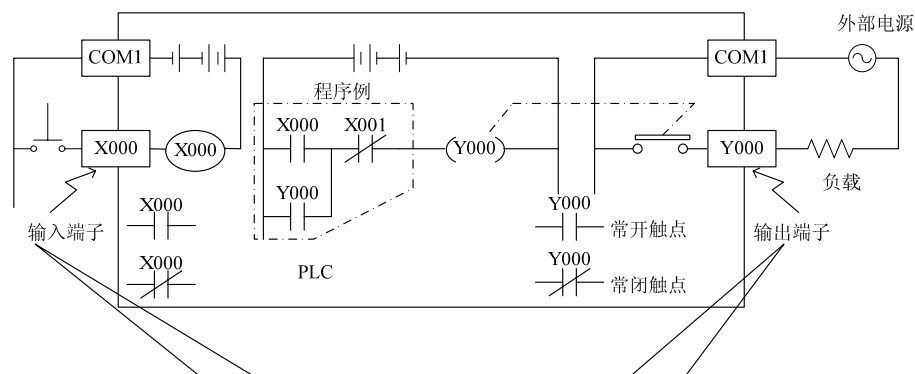 外部电源
COM1
COM1
程序例
X000
X001
X000
X000
Y000
Y000
Y000
负载
X000
Y000
Y000
输入端子
常开触点
输出端子
X000
Y000
PLC
常闭触点